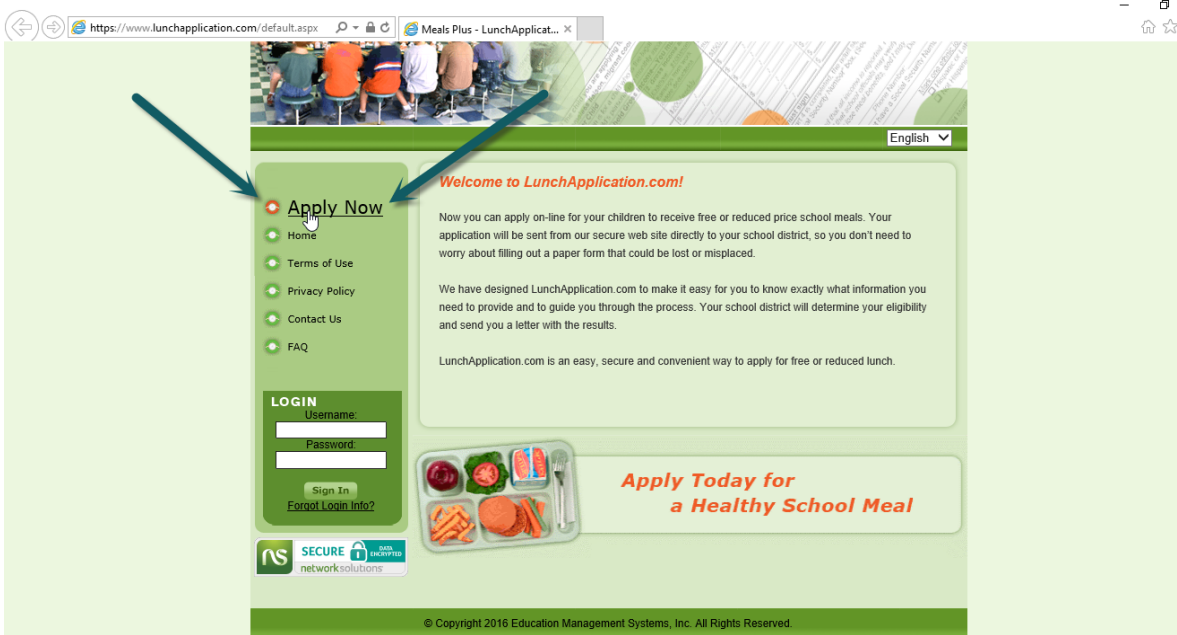 https://www.lunchapplication.com/default.aspx
Meals Plus - LunchApplicat...
English
Apply Now
Home
Terms of Use
Privacy Policy
Contact Us
FAQ
LOGIN
Username:
Password:
Sign In
Forgot Login Info?
NS SECURE DATA ENCRYPTED
networksolutions
Welcome to LunchApplication.com!
Now you can apply on-line for your children to receive free or reduced price school meals. Your
application will be sent from our secure web site directly to your school district, so you don't need to
worry about filling out a paper form that could be lost or misplaced.
We have designed LunchApplication.com to make it easy for you to know exactly what information you
need to provide and to guide you through the process. Your school district will determine your eligibility
and send you a letter with the results.
LunchApplication.com is an easy, secure and convenient way to apply for free or reduced lunch.
Apply Today for
a Healthy School Meal
© Copyright 2016 Education Management Systems, Inc. All Rights Reserved.